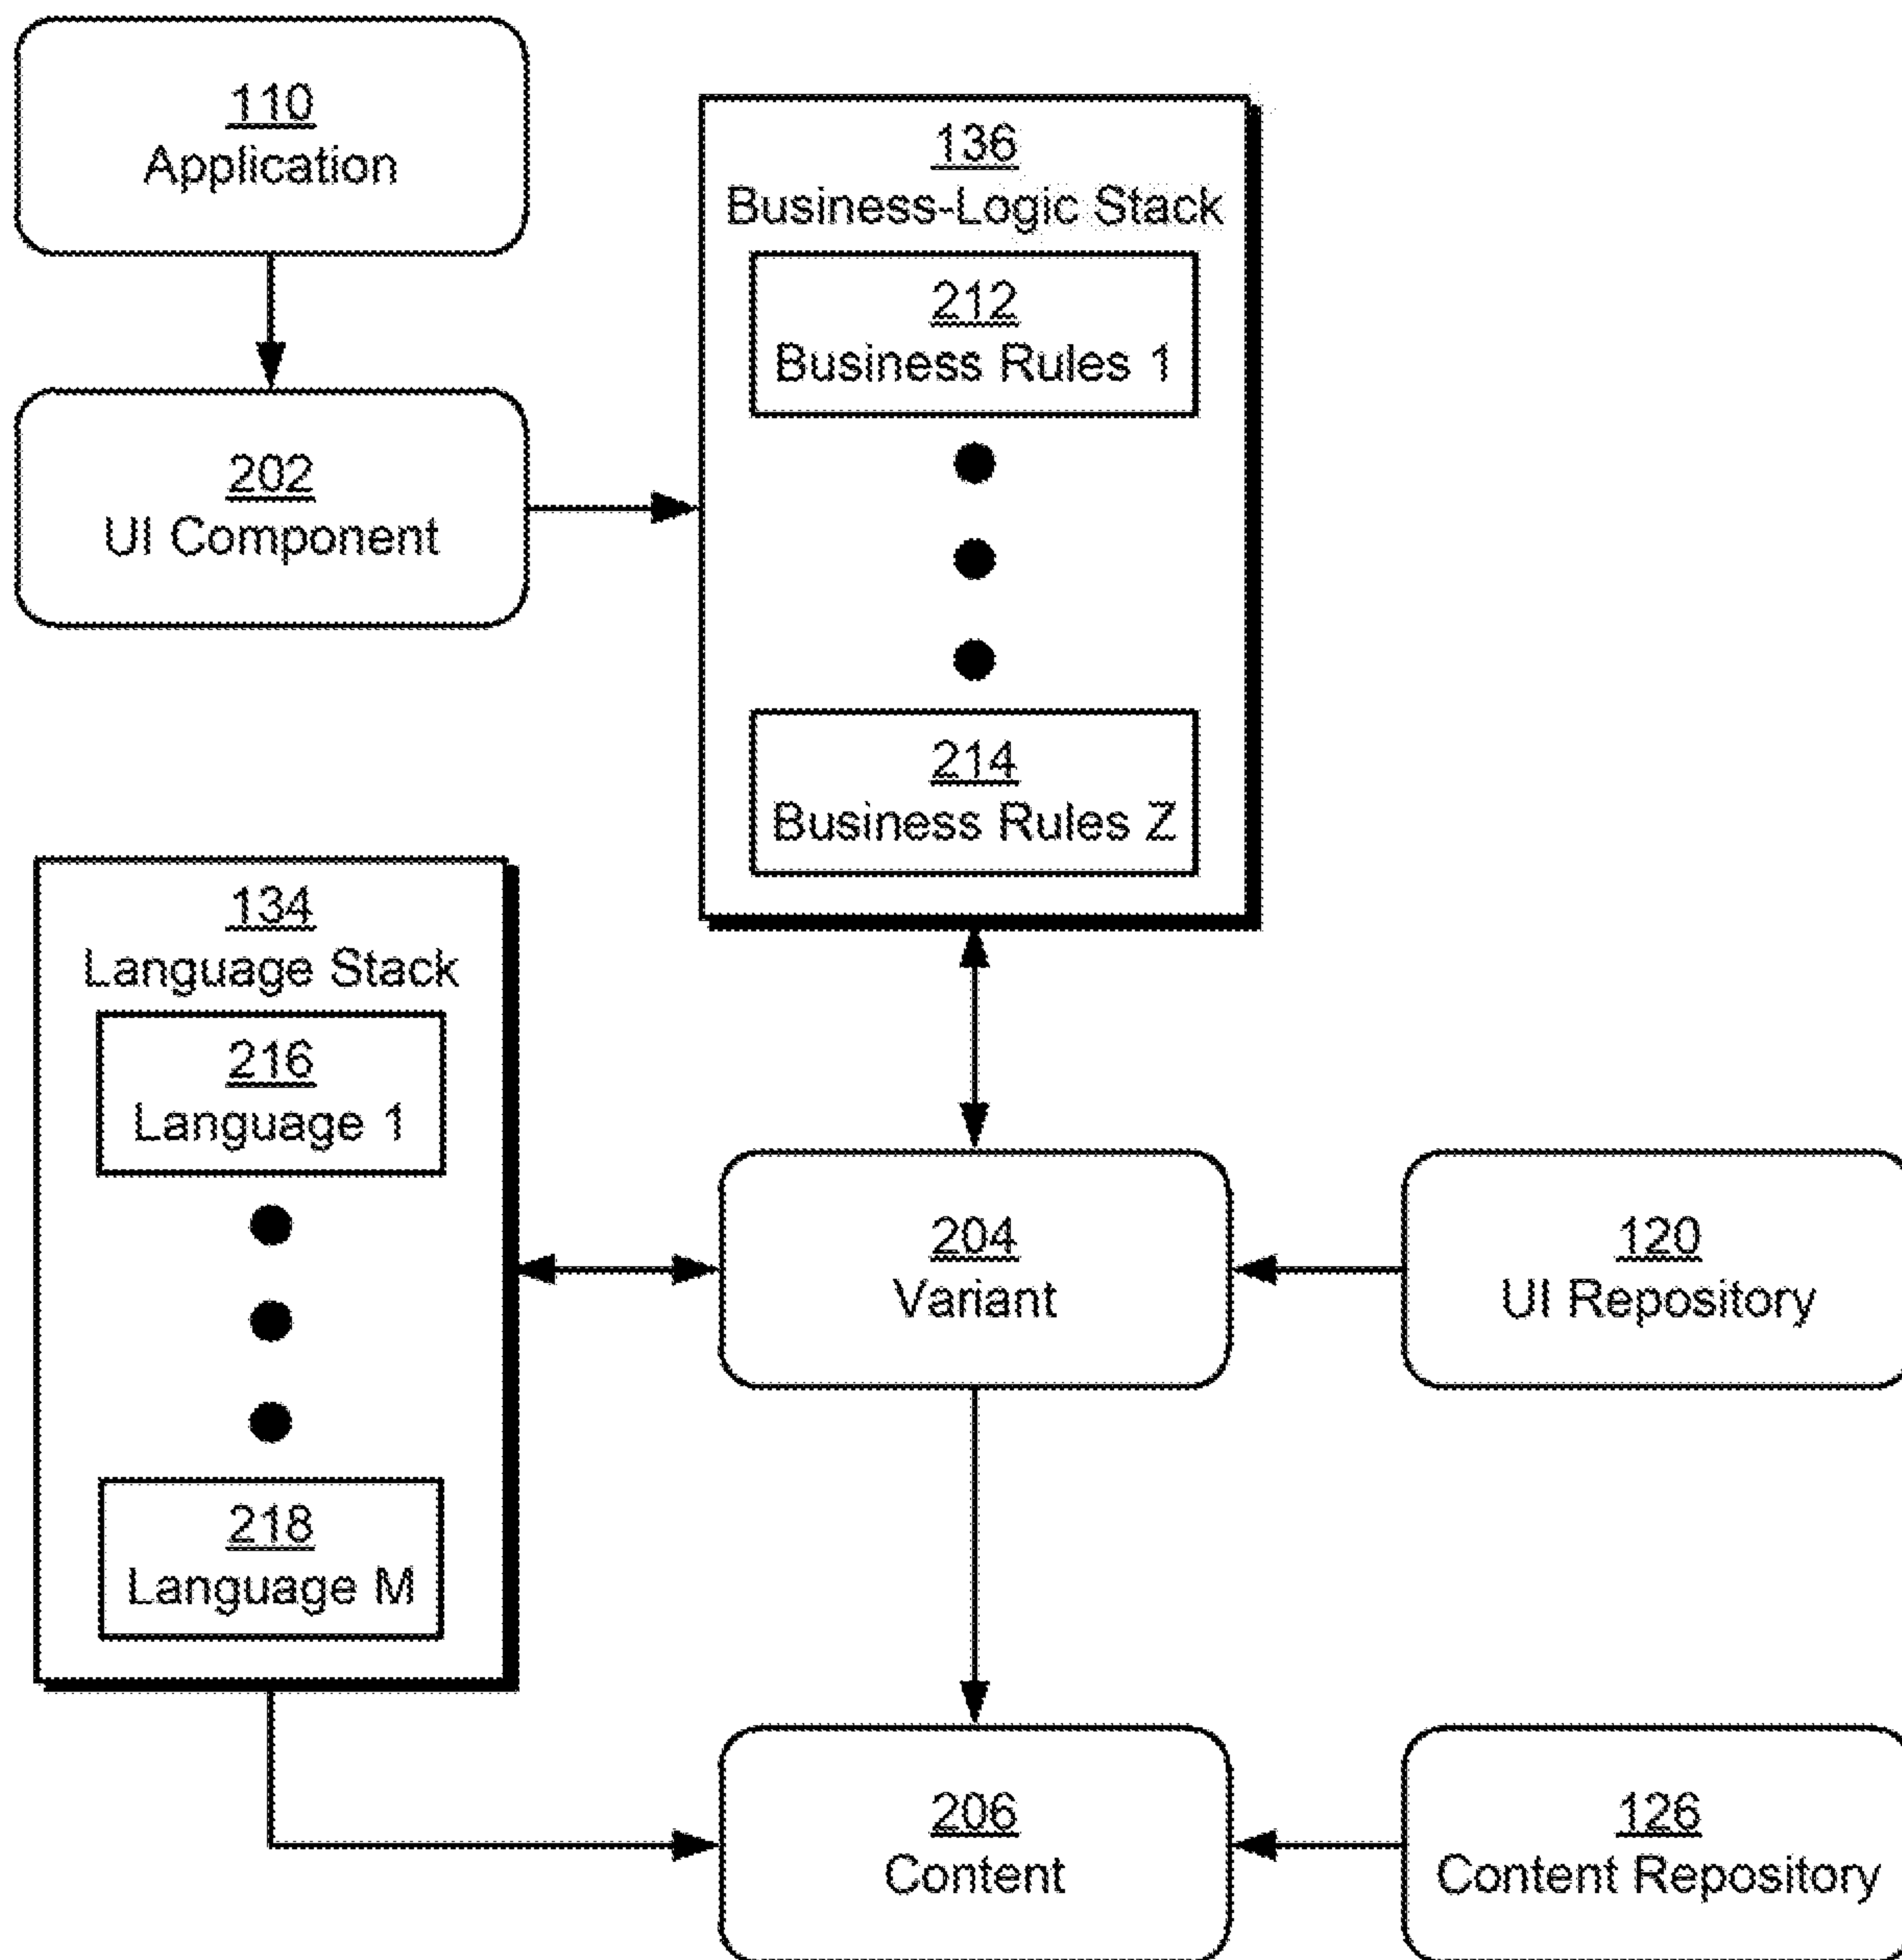 110
Application
136
Business-Logic Stack
212
Business Rules 1
202
UI Component
214
Business Rules Z
134
Language Stack
216
Language 1
204
Variant
120
UI Repository
218
Language M
206
Content
126
Content Repository